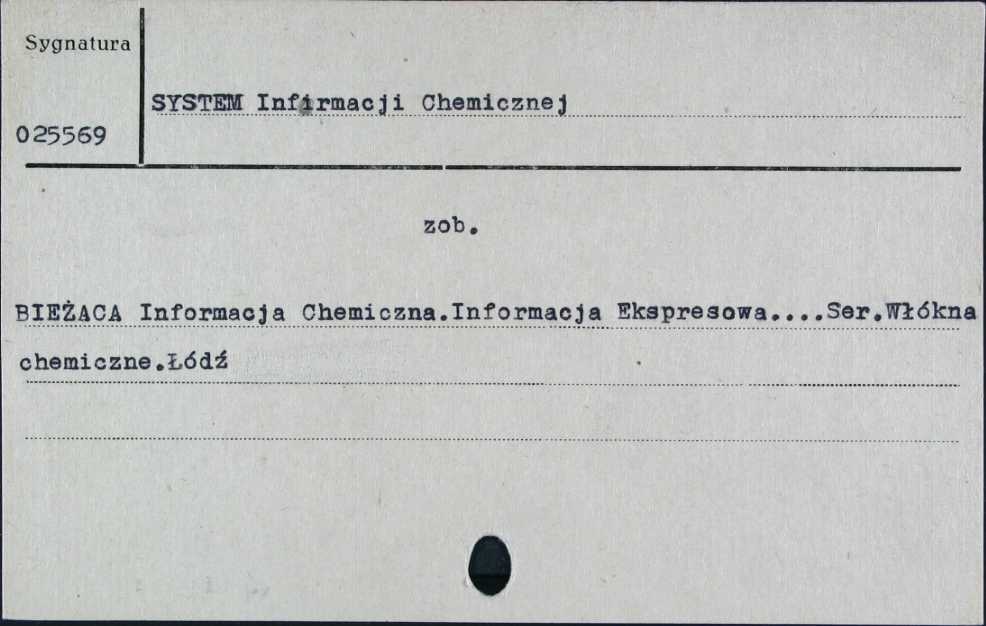 Sygnatura
SYSTEM Infirmacji Chemicznej
025569
zob.
BIEŻACA Informacja Chemiczna.Informacja Ekspresowa....Ser.Włókna
chemiczne.Łódź